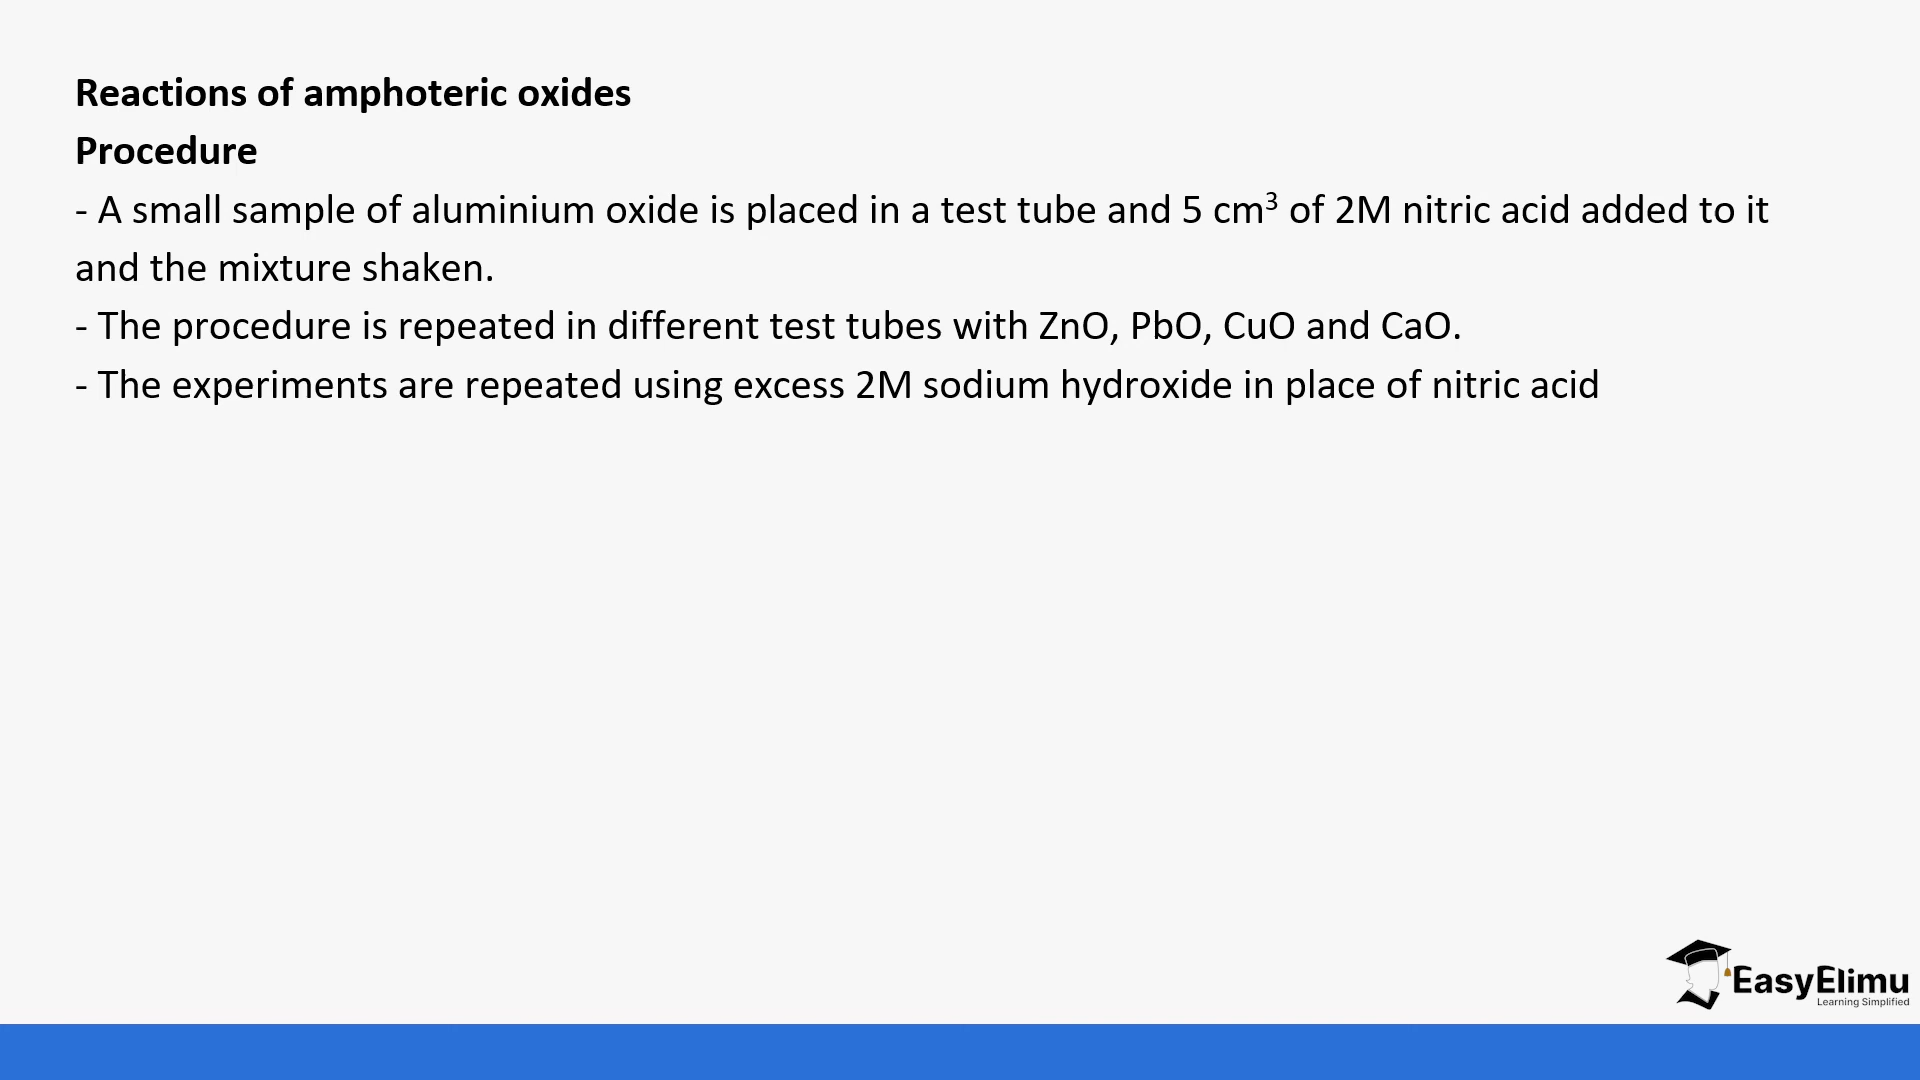 Reactions of amphoteric oxides
Procedure
- A small sample of aluminium oxide is placed in a test tube and 5 cm³ of 2M nitric acid added to it
and the mixture shaken.
- The procedure is repeated in different test tubes with ZnO, PbO, CuO and CaO.
- The experiments are repeated using excess 2M sodium hydroxide in place of nitric acid
EasyElimu
Learning Simplified